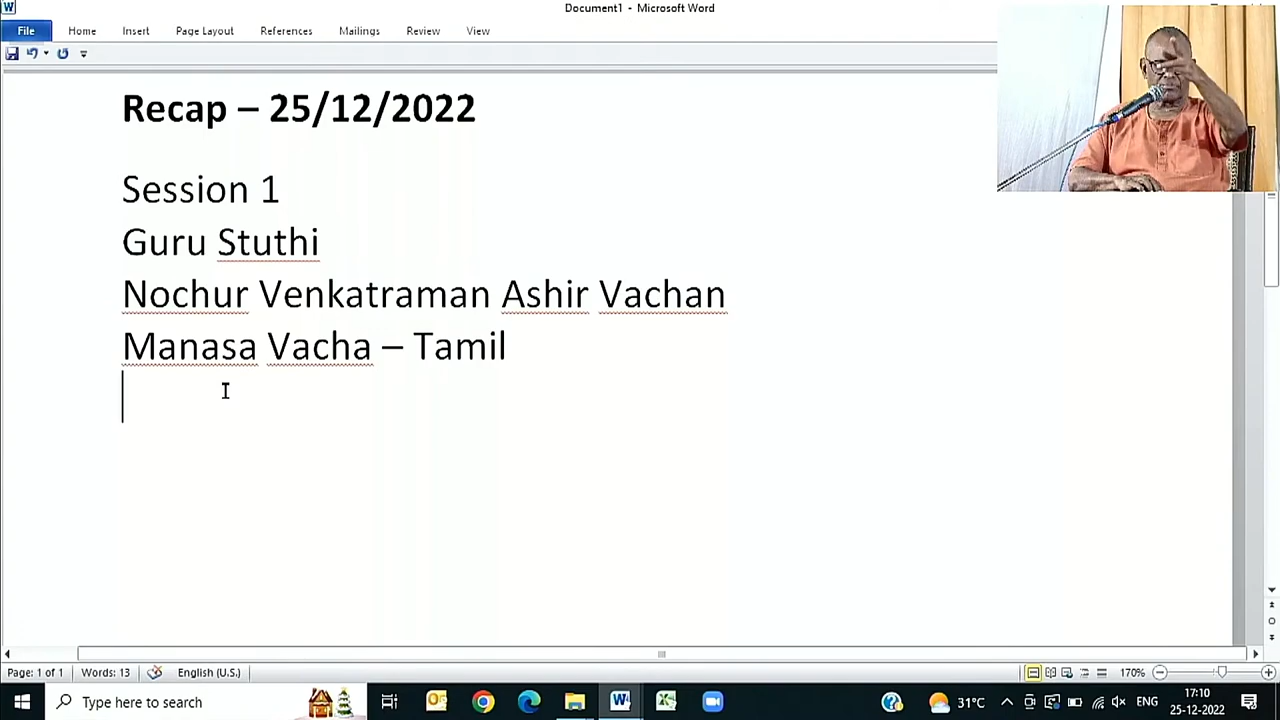 Document1 - Microsoft Word
File Home Insert Page Layout References Mailings Review View
Recap – 25/12/2022
Session 1
Guru Stuthi
Nochur Venkatraman Ashir Vachan
Manasa Vacha – Tamil
Page: 1 of 1 Words: 13 English (U.S.) 170%
Type here to search 31°C ENG 17:10
25-12-2022